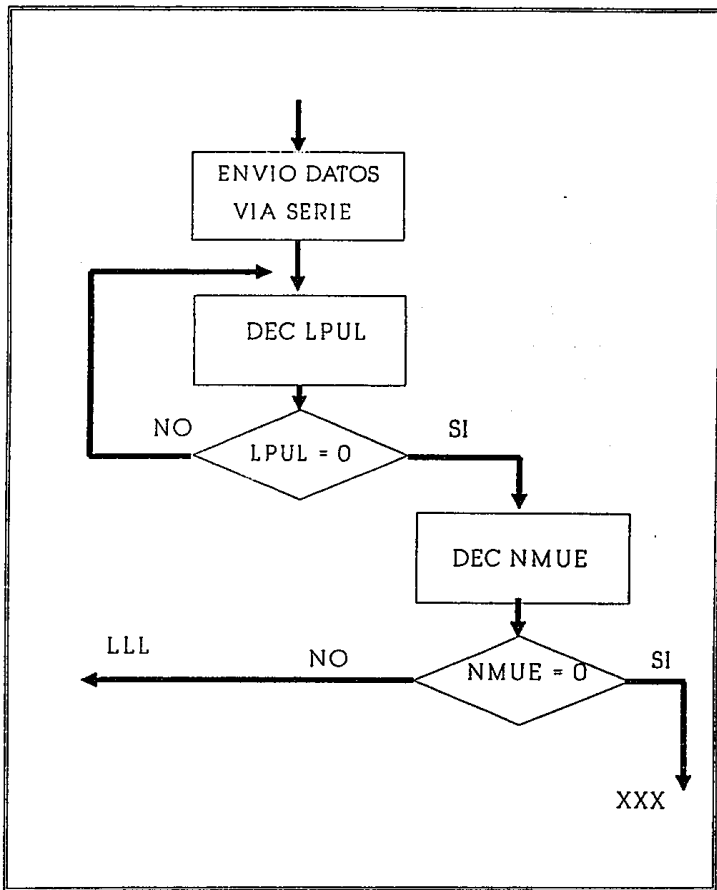 ENVIO DATOS
VIA SERIE
DEC LPUL
NO
SI
LPUL = 0
DEC NMUE
LLL
NO
SI
NMUE = 0
XXX